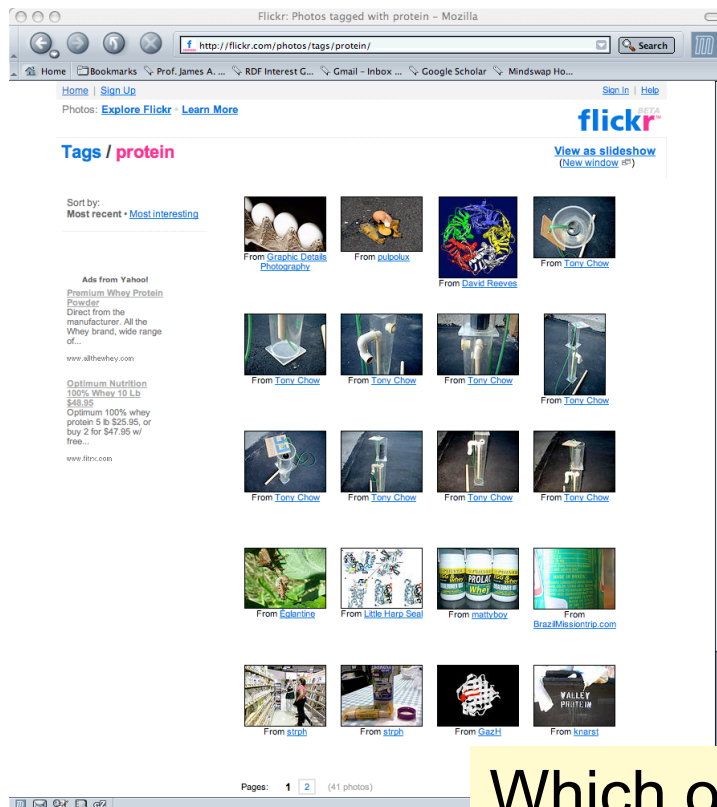 Flickr: Photos tagged with protein – Mozilla
http://flickr.com/photos/tags/protein/
Search
Home Bookmarks Prof. James A. ... RDF Interest G... Gmail – Inbox ... Google Scholar Mindswap Ho...
Home | Sign Up
Sign In | Help
Photos: Explore Flickr • Learn More
BETA
flickr™
Tags / protein
View as slideshow
(New window)
Sort by:
Most recent • Most interesting
From Graphic Details
Photography
From pulpolux
From David Reeves
From Tony Chow
Ads from Yahoo!
Premium Whey Protein
Powder
Direct from the
manufacturer. All the
Whey brand, wide range
of...
www.allthewhey.com
Optimum Nutrition
100% Whey 10 Lb
$48.95
Optimum 100% whey
protein 5 lb $25.95, or
buy 2 for $47.95 w/
free...
www.fitnc.com
From Tony Chow
From Tony Chow
From Tony Chow
From Tony Chow
From Tony Chow
From Tony Chow
From Tony Chow
From Tony Chow
PROLAC
Whey
From Églantine
From Little Harp Seal
From mattyboy
From
BrazilMissiontrip.com
VALLEY
PROTEIN
From strph
From strph
From GazH
From knarst
Pages: 1 2 (41 photos)
Which o